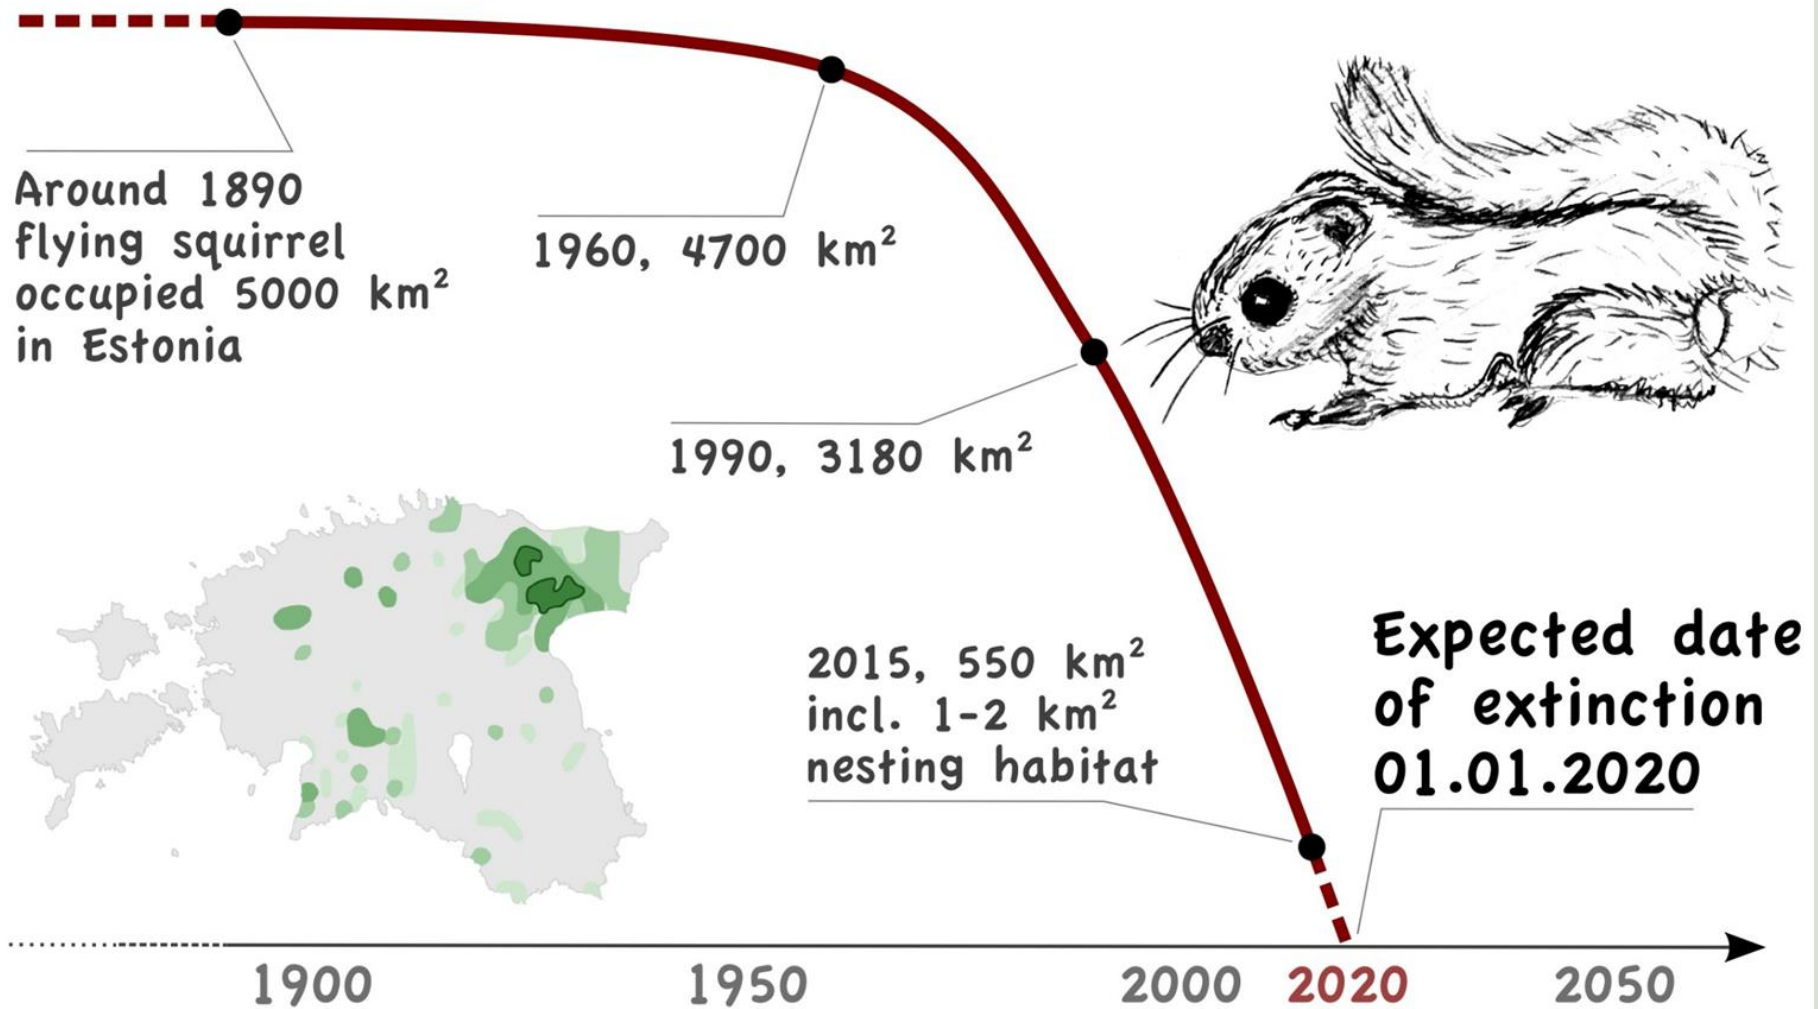 Around 1890
flying squirrel
occupied 5000 km²
in Estonia
1960, 4700 km²
1990, 3180 km²
2015, 550 km²
incl. 1-2 km²
nesting habitat
Expected date
of extinction
01.01.2020
1900
1950
2000
2020
2050